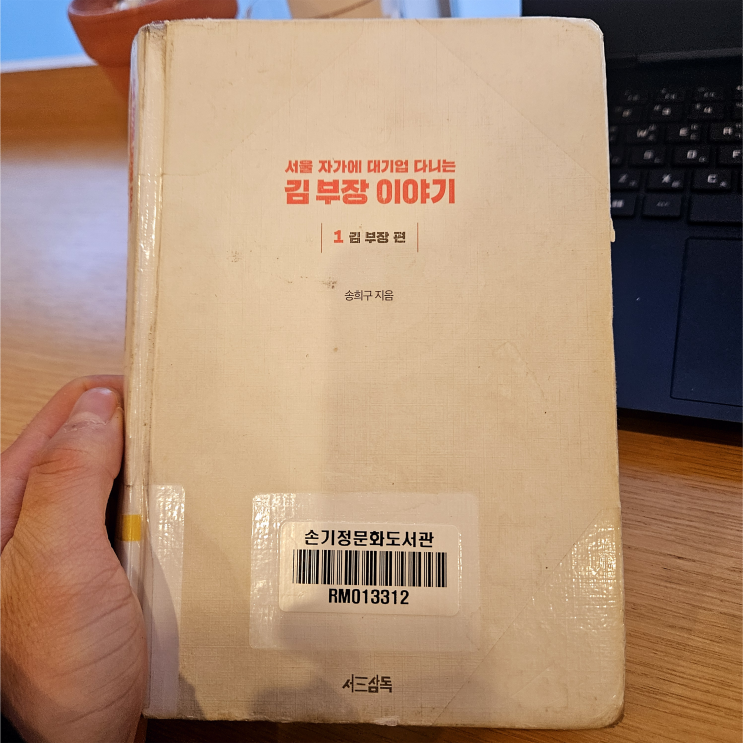 서울 자가에 대기업 다니는
김 부장 이야기
1 김 부장 편
송희구 지음
손기정문화도서관
RM013312
서삼독